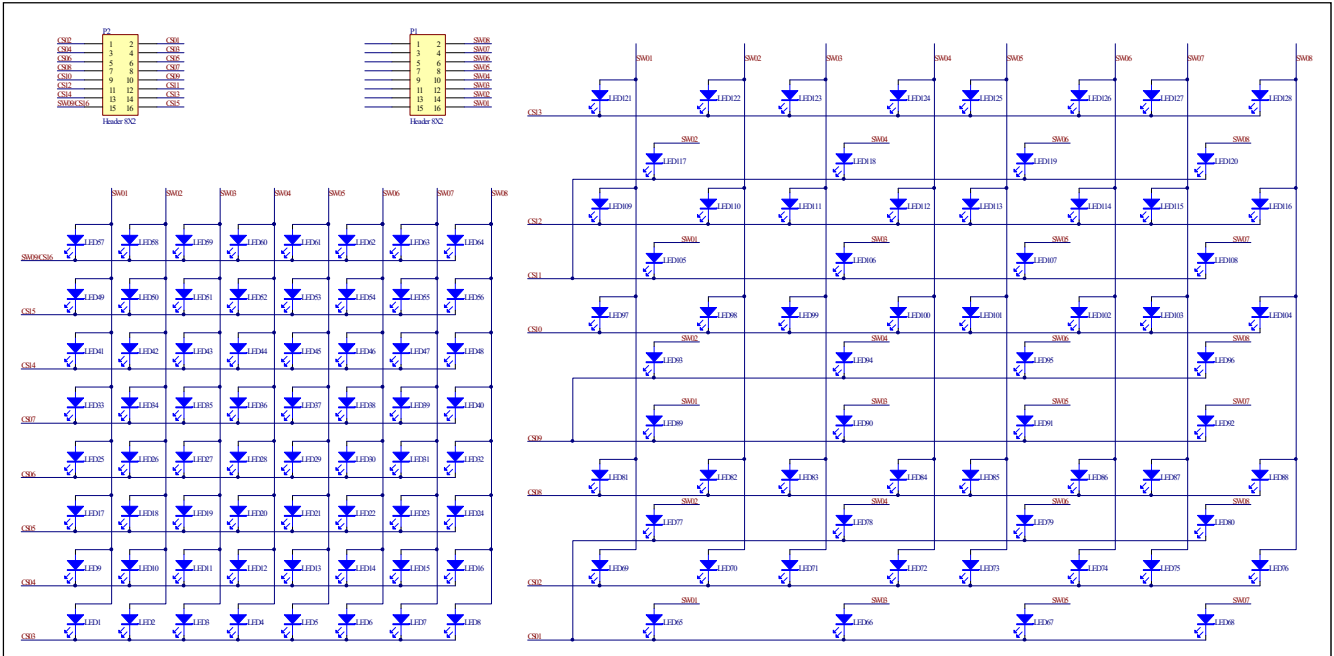 P2
CS02 1 2 CS01
CS04 3 4 CS03
CS06 5 6 CS05
CS08 7 8 CS07
CS10 9 10 CS09
CS12 11 12 CS11
CS14 13 14 CS13
SW09/CS16 15 16 CS15
Header 8X2
P1
1 2 SW08
3 4 SW07
5 6 SW06
7 8 SW05
9 10 SW04
11 12 SW03
13 14 SW02
15 16 SW01
Header 8X2
SW01 SW02 SW03 SW04 SW05 SW06 SW07 SW08
LED57 LED58 LED59 LED60 LED61 LED62 LED63 LED64
SW09/CS16
LED49 LED50 LED51 LED52 LED53 LED54 LED55 LED56
CS15
LED41 LED42 LED43 LED44 LED45 LED46 LED47 LED48
CS14
LED33 LED34 LED35 LED36 LED37 LED38 LED39 LED40
CS07
LED25 LED26 LED27 LED28 LED29 LED30 LED31 LED32
CS06
LED17 LED18 LED19 LED20 LED21 LED22 LED23 LED24
CS05
LED9 LED10 LED11 LED12 LED13 LED14 LED15 LED16
CS04
LED1 LED2 LED3 LED4 LED5 LED6 LED7 LED8
CS03
SW01 SW02 SW03 SW04 SW05 SW06 SW07 SW08
LED121 LED122 LED123 LED124 LED125 LED126 LED127 LED128
CS13
SW02 SW04 SW06 SW08
LED117 LED118 LED119 LED120
LED109 LED110 LED111 LED112 LED113 LED114 LED115 LED116
CS12
SW01 SW03 SW05 SW07
LED105 LED106 LED107 LED108
CS11
LED97 LED98 LED99 LED100 LED101 LED102 LED103 LED104
CS10
SW02 SW04 SW06 SW08
LED93 LED94 LED95 LED96
SW01 SW03 SW05 SW07
LED89 LED90 LED91 LED92
CS09
LED81 LED82 LED83 LED84 LED85 LED86 LED87 LED88
CS08
SW02 SW04 SW06 SW08
LED77 LED78 LED79 LED80
LED69 LED70 LED71 LED72 LED73 LED74 LED75 LED76
CS02
SW01 SW03 SW05 SW07
LED65 LED66 LED67 LED68
CS01